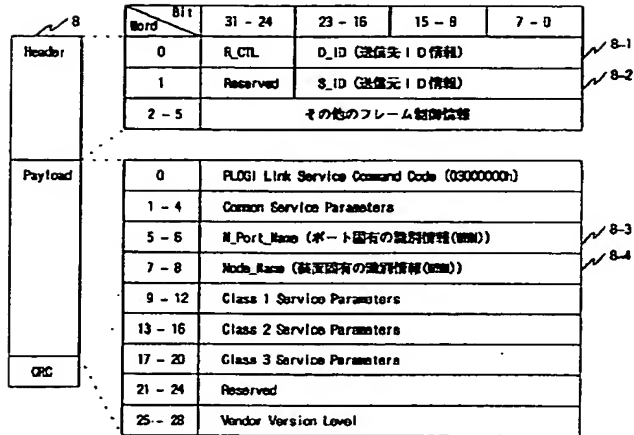 8
Header
Payload
CRC
Bit
Word
31 - 24
23 - 16
15 - 8
7 - 0
0
R_CTL
D_ID (送信先ID情報)
8-1
1
Reserved
S_ID (送信元ID情報)
8-2
2 - 5
その他のフレーム制御情報
0
PLOGI Link Service Command Code (03000000h)
1 - 4
Common Service Parameters
5 - 6
N_Port_Name (ポート固有の識別情報(WWN))
8-3
7 - 8
Node_Name (装置固有の識別情報(WWN))
8-4
9 - 12
Class 1 Service Parameters
13 - 16
Class 2 Service Parameters
17 - 20
Class 3 Service Parameters
21 - 24
Reserved
25 - 28
Vendor Version Level